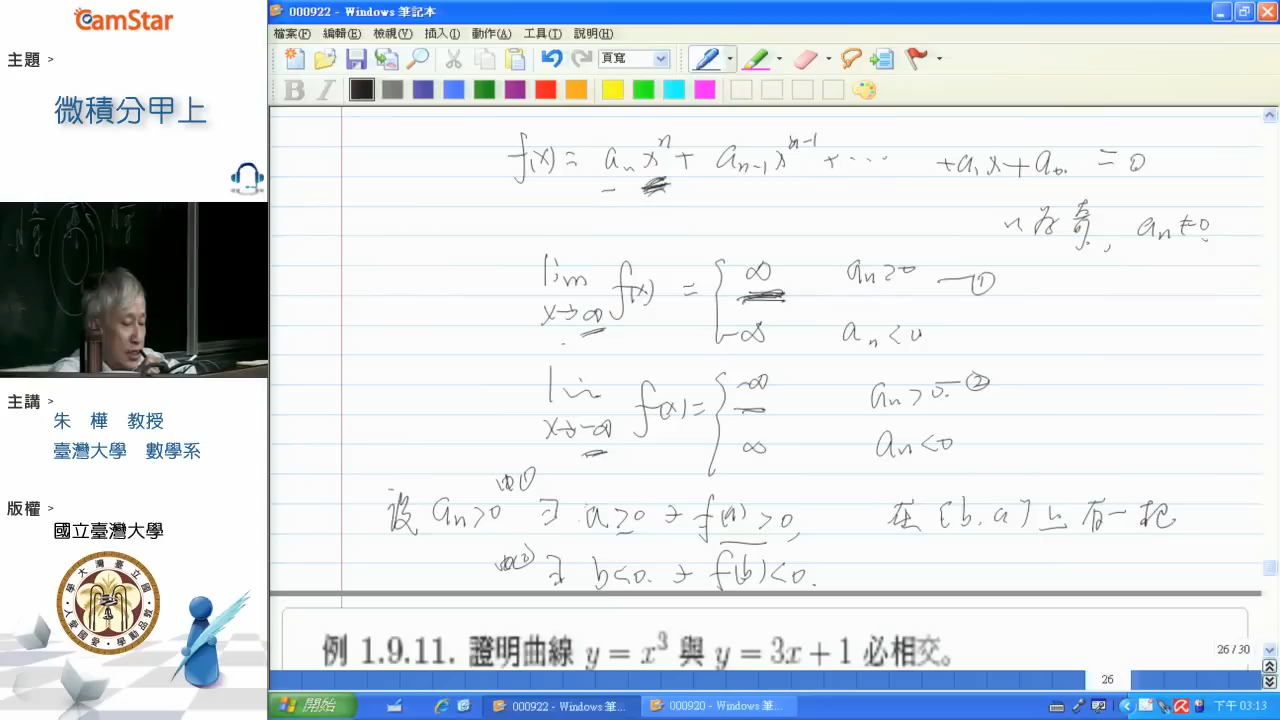 CamStar
主題 >
微積分甲上
主講 >
朱 樺 教授
臺灣大學 數學系
版權 >
國立臺灣大學
000922 - Windows 筆記本
檔案(F) 編輯(E) 檢視(V) 插入(I) 動作(A) 工具(T) 說明(H)
頁寬
B I
f(x) = aₙxⁿ + aₙ₋₁xⁿ⁻¹ + ⋯ + a₁x + a₀ = 0
n 為奇, aₙ ≠ 0
lim x→∞ f(x) = { ∞ aₙ>0 —①
-∞ aₙ<0
lim x→-∞ f(x) = { -∞ aₙ>0 —②
∞ aₙ<0
由①
設 aₙ>0 ∃ a>0 ∋ f(a)>0, 在 [b,a] 上有一根
由② ∃ b<0 ∋ f(b)<0.
例 1.9.11. 證明曲線 y = x³ 與 y = 3x + 1 必相交。
26 / 30
26
開始
000922 - Windows 筆...
000920 - Windows 筆...
下午 03:13